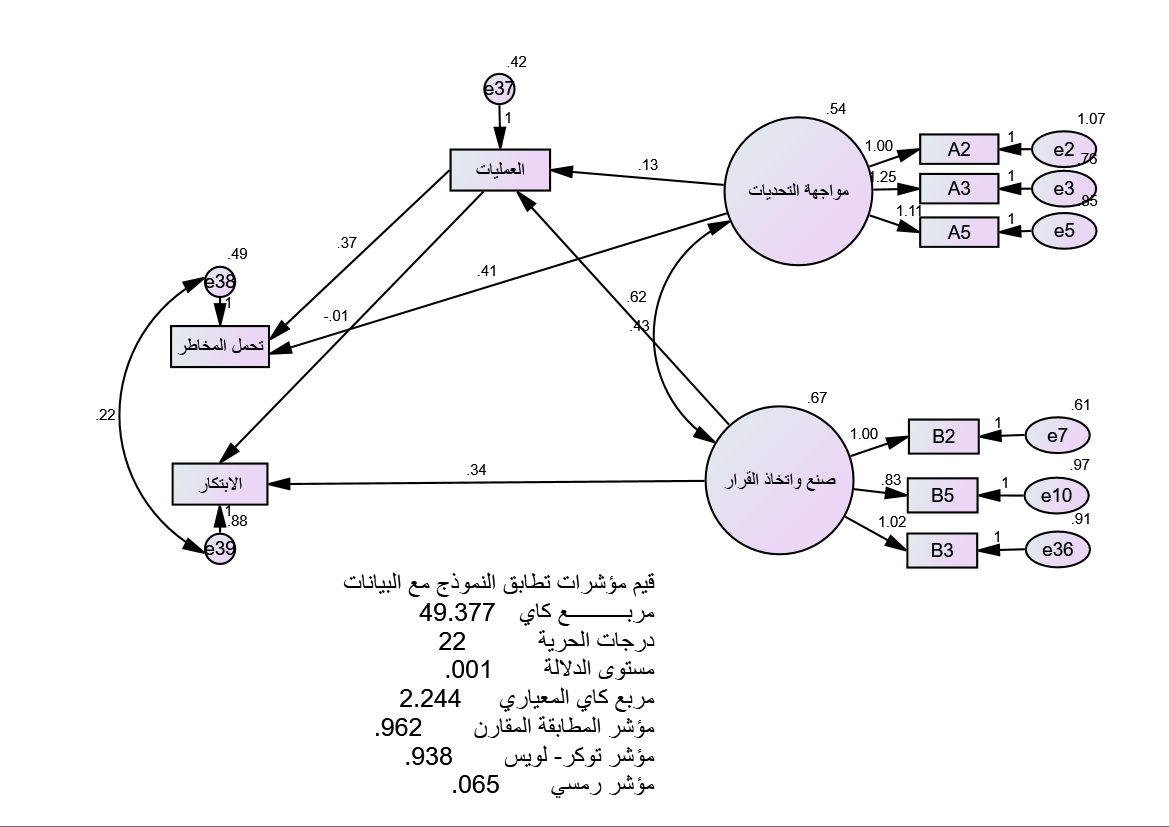 .42
e37
1
العمليات
.54
مواجهة التحديات
1.00
A2
1
e2
1.07
1.25
A3
1
e3
.76
1.11
A5
1
e5
.85
.13
.37
.41
-.01
.62
.43
.49
e38
1
تحمل المخاطر
.22
الابتكار
1
.88
e39
.34
.67
صنع واتخاذ القرار
1.00
B2
1
e7
.61
.83
B5
1
e10
.97
1.02
B3
1
e36
.91
قيم مؤشرات تطابق النموذج مع البيانات
مربـــــــع كاي 49.377
درجات الحرية 22
مستوى الدلالة .001
مربع كاي المعياري 2.244
مؤشر المطابقة المقارن .962
مؤشر توكر- لويس .938
مؤشر رمسي .065